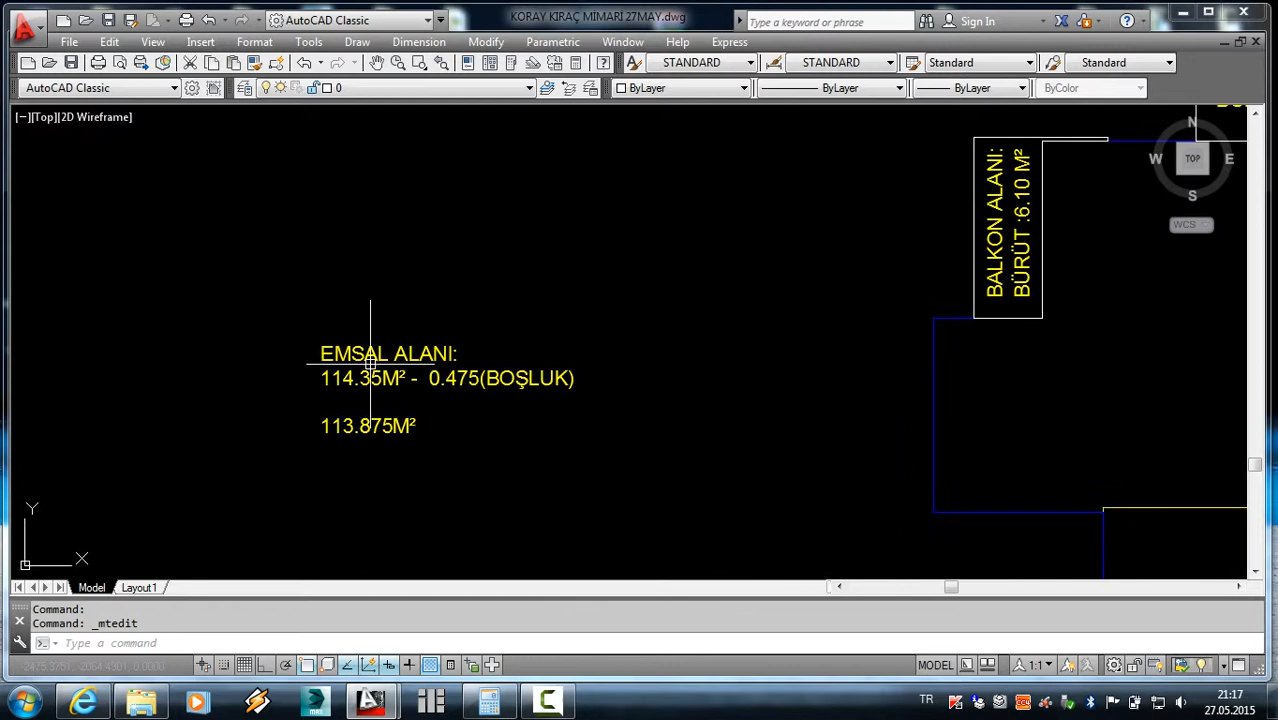 AutoCAD Classic
KORAY KIRAÇ MİMARİ 27MAY.dwg
Type a keyword or phrase
Sign In
File Edit View Insert Format Tools Draw Dimension Modify Parametric Window Help Express
STANDARD STANDARD Standard Standard
AutoCAD Classic 0 ByLayer ByLayer ByLayer ByColor
[−][Top][2D Wireframe]
N
W TOP E
S
WCS
BALKON ALANI:
BÜRÜT :6.10 M²
EMSAL ALANI:
114.35M² - 0.475(BOŞLUK)
113.875M²
Y
X
Model Layout1
Command:
Command: _mtedit
Type a command
MODEL 1:1
TR
21:17
27.05.2015